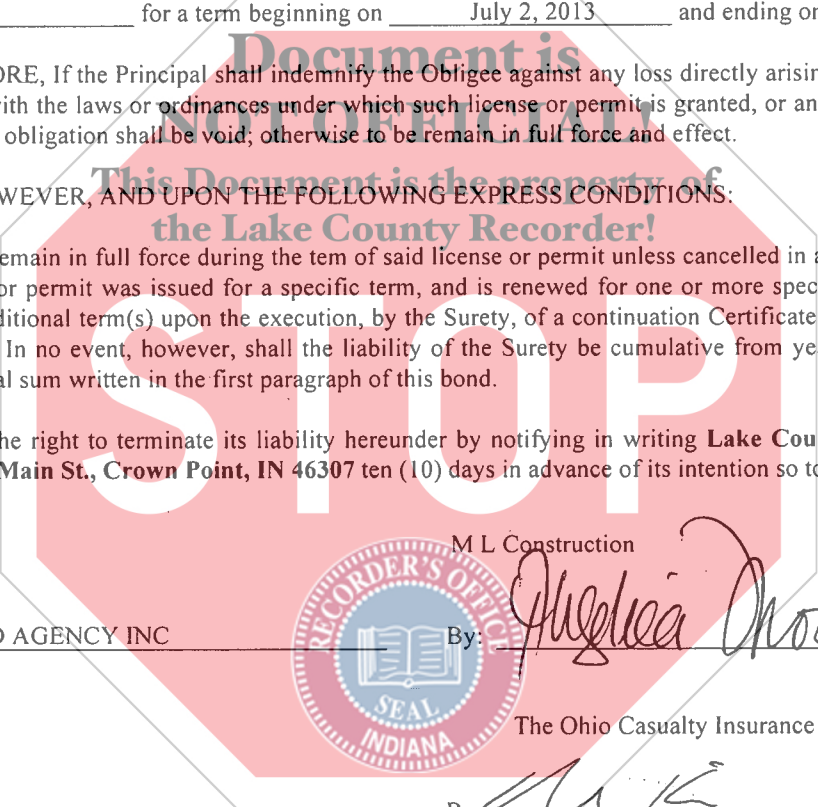 for a term beginning on July 2, 2013 and ending on
Document is
ORE, If the Principal shall indemnify the Obligee against any loss directly arisin
with the laws or ordinances under which such license or permit is granted, or an
NOT OFFICIAL!
obligation shall be void; otherwise to be remain in full force and effect.
This Document is the property of
WEVER, AND UPON THE FOLLOWING EXPRESS CONDITIONS:
the Lake County Recorder!
emain in full force during the tem of said license or permit unless cancelled in a
or permit was issued for a specific term, and is renewed for one or more spec
ditional term(s) upon the execution, by the Surety, of a continuation Certificate
In no event, however, shall the liability of the Surety be cumulative from ye
al sum written in the first paragraph of this bond.
STOP
he right to terminate its liability hereunder by notifying in writing Lake Cou
Main St., Crown Point, IN 46307 ten (10) days in advance of its intention so to
M L Construction
RECORDER'S OFFICE
D AGENCY INC
By: Angelica
SEAL
INDIANA
The Ohio Casualty Insurance